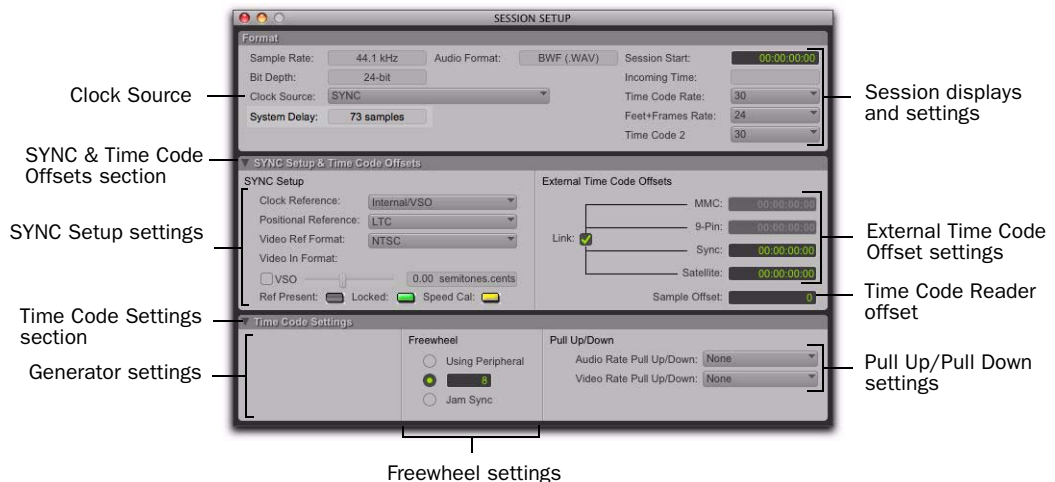 SESSION SETUP
Format
Sample Rate: 44.1 kHz Audio Format: BWF (.WAV) Session Start: 00:00:00:00
Bit Depth: 24-bit Incoming Time:
Clock Source: SYNC Time Code Rate: 30
System Delay: 73 samples Feet+Frames Rate: 24
Time Code 2 30
Clock Source
Session displays
and settings
SYNC Setup & Time Code Offsets
SYNC & Time Code
Offsets section
SYNC Setup External Time Code Offsets
Clock Reference: Internal/VSO MMC: 00:00:00:00
Positional Reference: LTC 9-Pin: 00:00:00:00
Video Ref Format: NTSC Link: Sync: 00:00:00:00
Video In Format:
VSO 0.00 semitones.cents Satellite: 00:00:00:00
Ref Present: Locked: Speed Cal: Sample Offset: 0
SYNC Setup settings
External Time Code
Offset settings
Time Code Reader
offset
Time Code Settings
Time Code Settings
section
Freewheel Pull Up/Down
Using Peripheral Audio Rate Pull Up/Down: None
8 Video Rate Pull Up/Down: None
Jam Sync
Generator settings
Pull Up/Pull Down
settings
Freewheel settings